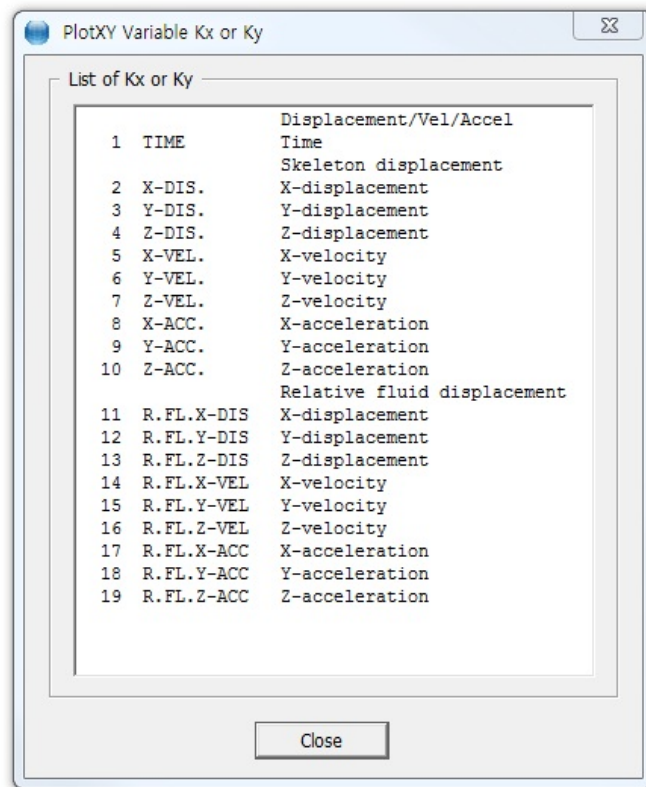 PlotXY Variable Kx or Ky
List of Kx or Ky
Displacement/Vel/Accel
1 TIME Time
Skeleton displacement
2 X-DIS. X-displacement
3 Y-DIS. Y-displacement
4 Z-DIS. Z-displacement
5 X-VEL. X-velocity
6 Y-VEL. Y-velocity
7 Z-VEL. Z-velocity
8 X-ACC. X-acceleration
9 Y-ACC. Y-acceleration
10 Z-ACC. Z-acceleration
Relative fluid displacement
11 R.FL.X-DIS X-displacement
12 R.FL.Y-DIS Y-displacement
13 R.FL.Z-DIS Z-displacement
14 R.FL.X-VEL X-velocity
15 R.FL.Y-VEL Y-velocity
16 R.FL.Z-VEL Z-velocity
17 R.FL.X-ACC X-acceleration
18 R.FL.Y-ACC Y-acceleration
19 R.FL.Z-ACC Z-acceleration
Close